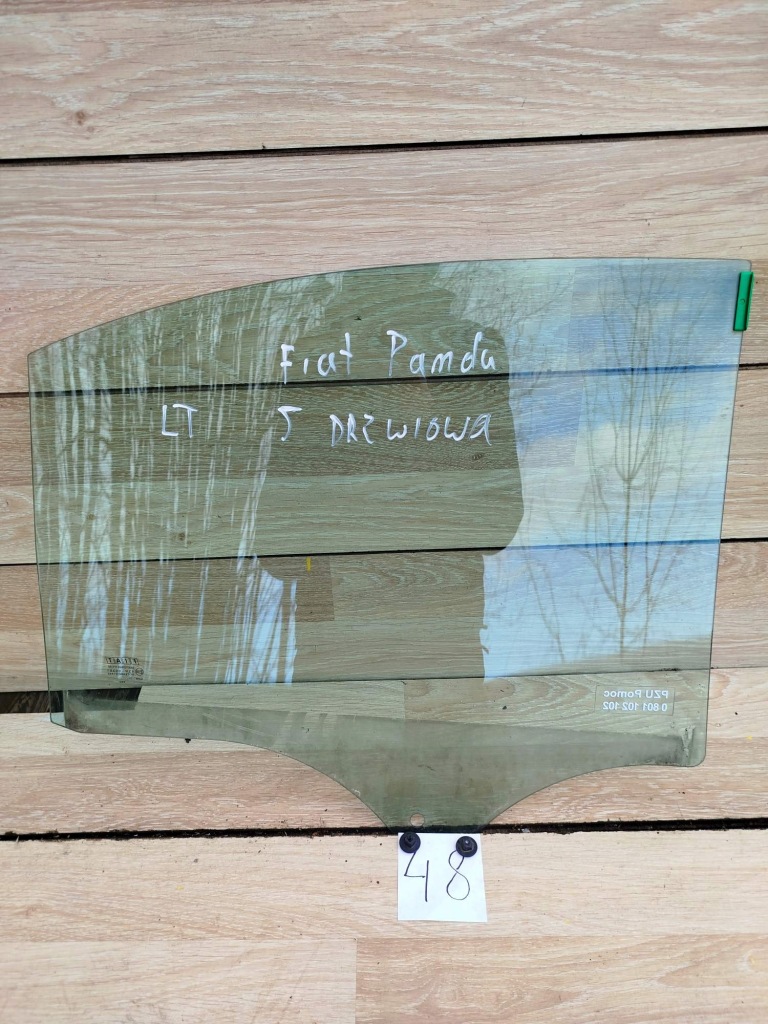 Fiat Panda
LT 5 DRZWIOWA
PZU Pomoc
0 801 102 102
48